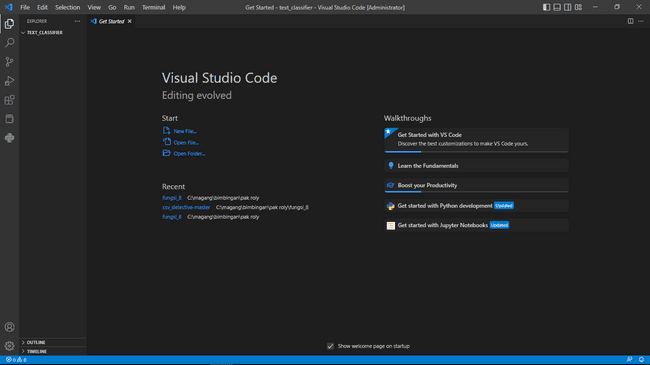 File Edit Selection View Go Run Terminal Help
Get Started - text_classifier - Visual Studio Code [Administrator]
EXPLORER
Get Started
TEXT_CLASSIFIER
Visual Studio Code
Editing evolved
Start
New File...
Open File...
Open Folder...
Recent
fungsi_8 C:\magang\bimbingan\pak roly
csv_detective-master C:\magang\bimbingan\pak roly\fungsi_8
fungsi_8 C:\magang\bimbingan\pak roly
Walkthroughs
Get Started with VS Code
Discover the best customizations to make VS Code yours.
Learn the Fundamentals
Boost your Productivity
Get started with Python development Updated
Get started with Jupyter Notebooks Updated
Show welcome page on startup
OUTLINE
TIMELINE
0 0